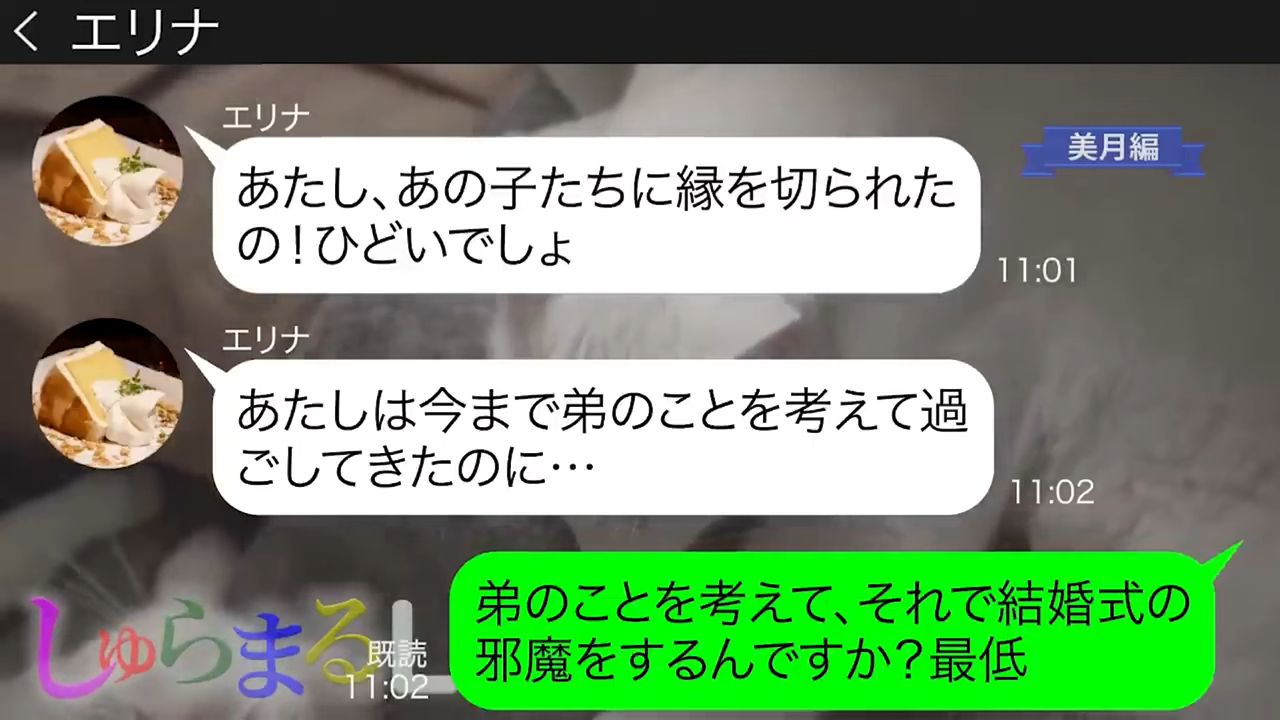 エリナ
エリナ
美月編
あたし、あの子たちに縁を切られた
の！ひどいでしょ
11:01
エリナ
あたしは今まで弟のことを考えて過
ごしてきたのに…
11:02
弟のことを考えて、それで結婚式の
邪魔をするんですか？最低
既読
11:02
しゅらまる